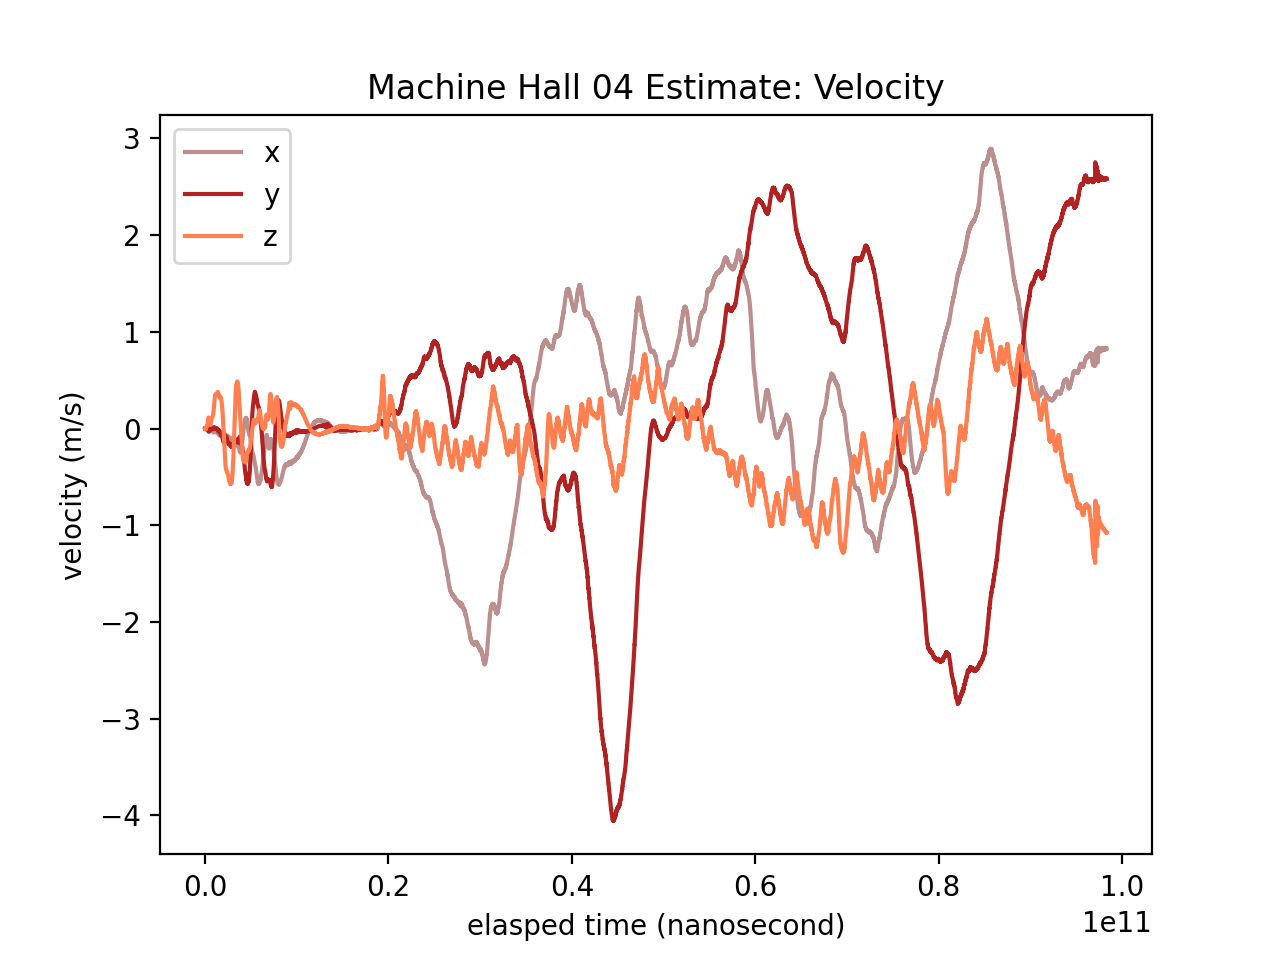 Machine Hall 04 Estimate: Velocity
x
y
z
velocity (m/s)
3
2
1
0
−1
−2
−3
−4
0.0 0.2 0.4 0.6 0.8 1.0
1e11
elasped time (nanosecond)